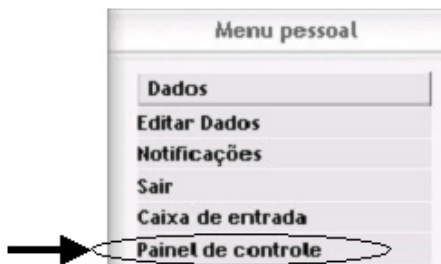 Menu pessoal
Dados
Editar Dados
Notificações
Sair
Caixa de entrada
Painel de controle